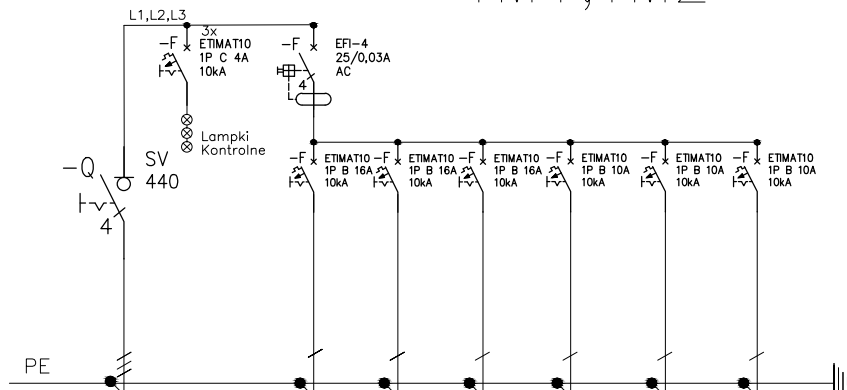 L1,L2,L3
3x
-F
ETIMAT10
1P C 4A
10kA
-F
EFI-4
25/0,03A
AC
4
Lampki
Kontrolne
-Q
SV
440
4
-F
ETIMAT10
1P B 16A
10kA
-F
ETIMAT10
1P B 16A
10kA
-F
ETIMAT10
1P B 16A
10kA
-F
ETIMAT10
1P B 10A
10kA
-F
ETIMAT10
1P B 10A
10kA
-F
ETIMAT10
1P B 10A
10kA
PE